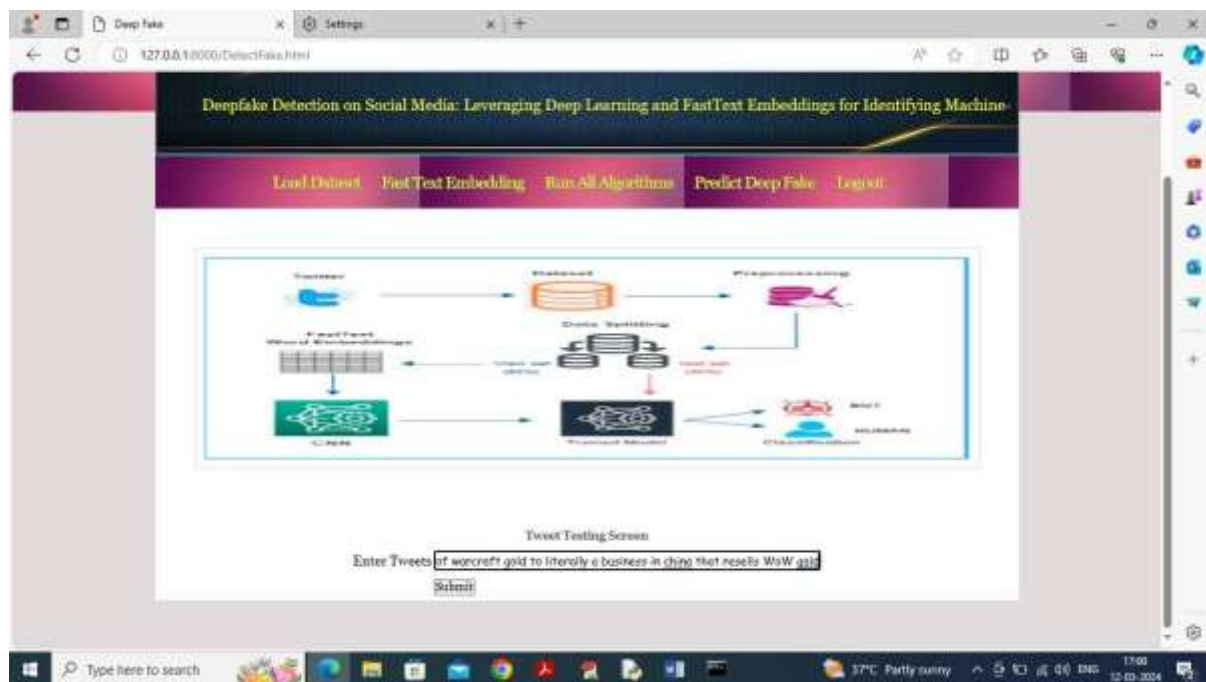 Deep Fake
Settings
127.0.0.1:8000/DetectFake.html
Deepfake Detection on Social Media: Leveraging Deep Learning and FastText Embeddings for Identifying Machine-
Load Dataset Fast Text Embedding Run All Algorithms Predict Deep Fake Logout
Twitter Dataset Preprocessing
Data Splitting
FastText
Word Embeddings
BOT
HUMAN
CNN Trained Model Classification
Tweet Testing Screen
Enter Tweets of warcraft gold to literally a business in china that resells WoW gold
Submit
Type here to search
37°C Partly sunny
ENG
17:00
12-03-2024